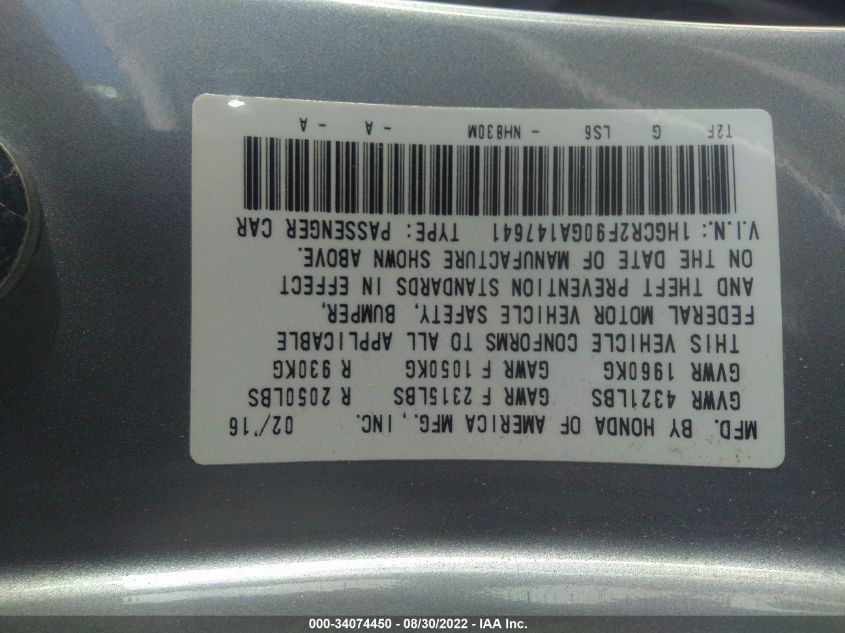 MFD. BY HONDA OF AMERICA MFG., INC. 02/'16
GVWR 4321LBS GAWR F 2315LBS R 2050LBS
GVWR 1960KG GAWR F 1050KG R 930KG
THIS VEHICLE CONFORMS TO ALL APPLICABLE
FEDERAL MOTOR VEHICLE SAFETY, BUMPER,
AND THEFT PREVENTION STANDARDS IN EFFECT
ON THE DATE OF MANUFACTURE SHOWN ABOVE.
V.I.N.: 1HGCR2F90GA147641 TYPE: PASSENGER CAR
T2F G LS6 - NH830M - A - A
000-34074450 - 08/30/2022 - IAA Inc.